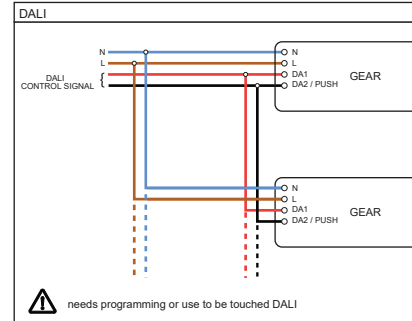 DALI
N
L
DALI
CONTROL SIGNAL
{
N
L
DA1
DA2 / PUSH
GEAR
N
L
DA1
DA2 / PUSH
GEAR
needs programming or use to be touched DALI